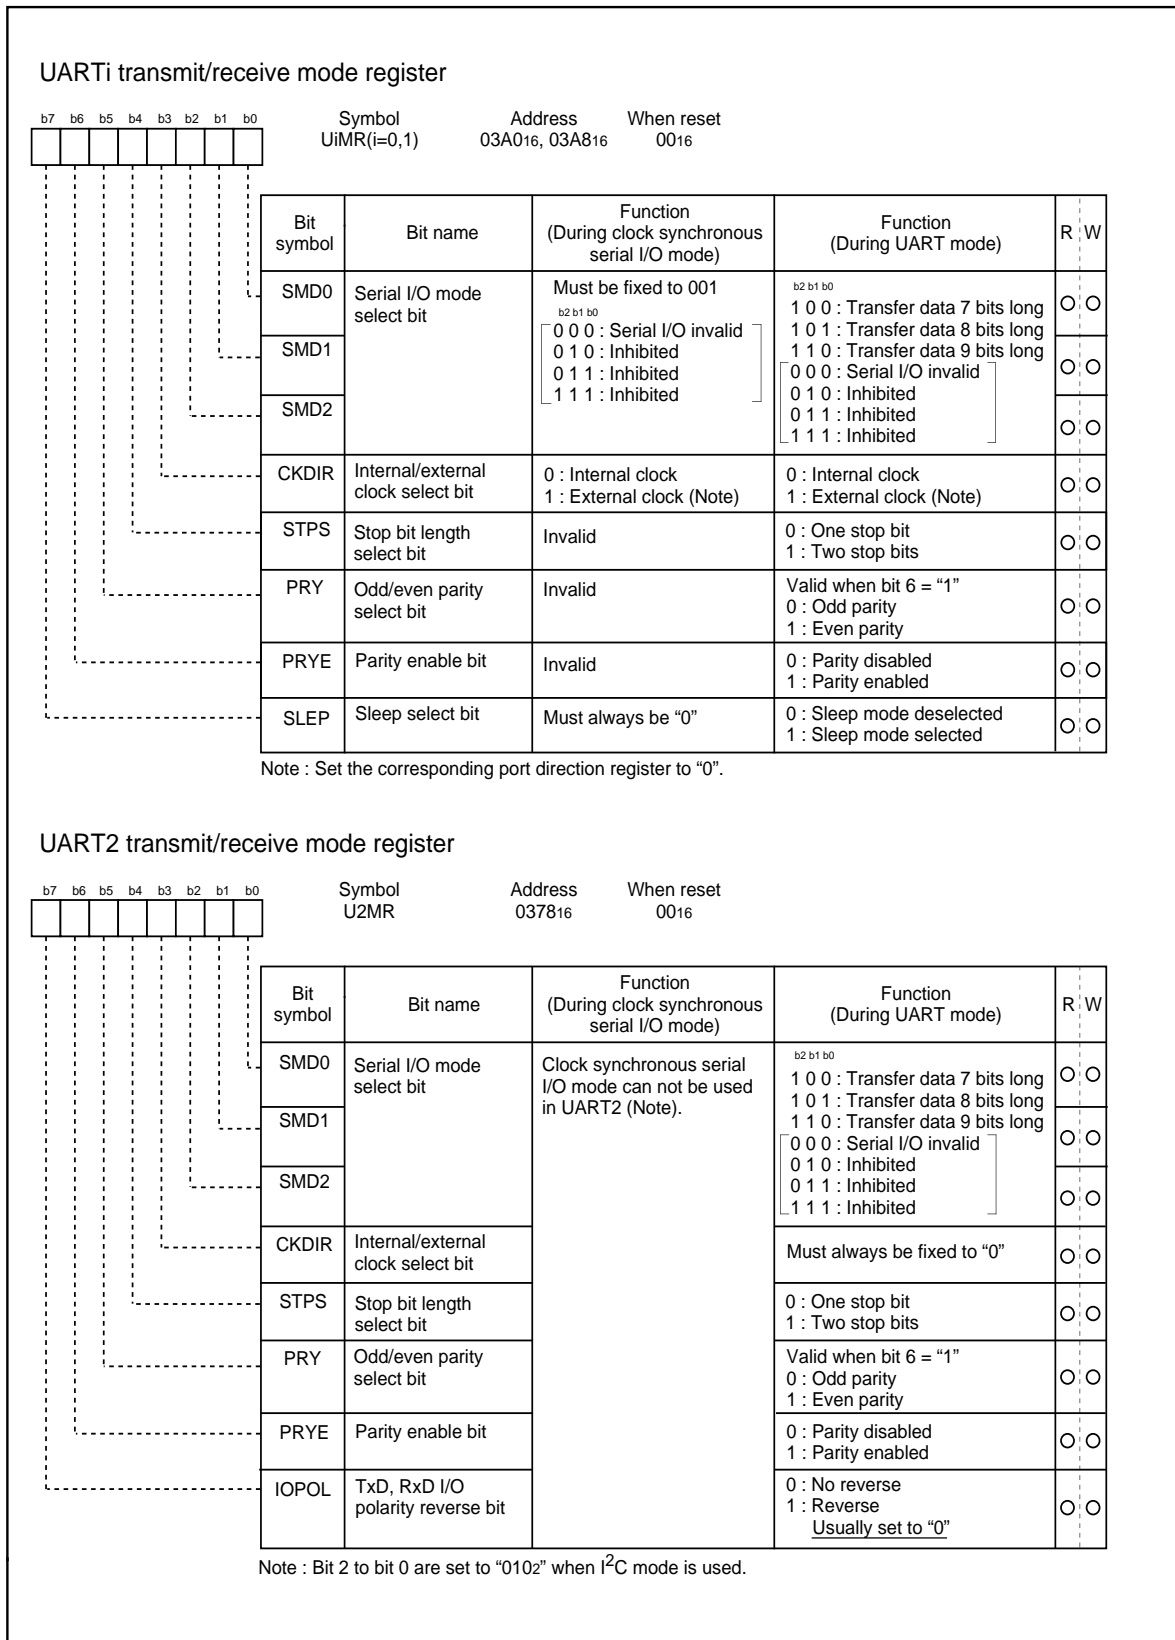 UARTi transmit/receive mode register
b7 b6 b5 b4 b3 b2 b1 b0
Symbol Address When reset
UiMR(i=0,1) 03A016, 03A816 0016
Bit symbol Bit name Function (During clock synchronous serial I/O mode) Function (During UART mode) R W
SMD0 Serial I/O mode select bit
SMD1
SMD2
Must be fixed to 001
b2 b1 b0
0 0 0 : Serial I/O invalid
0 1 0 : Inhibited
0 1 1 : Inhibited
1 1 1 : Inhibited
b2 b1 b0
1 0 0 : Transfer data 7 bits long
1 0 1 : Transfer data 8 bits long
1 1 0 : Transfer data 9 bits long
0 0 0 : Serial I/O invalid
0 1 0 : Inhibited
0 1 1 : Inhibited
1 1 1 : Inhibited
CKDIR Internal/external clock select bit
0 : Internal clock
1 : External clock (Note)
0 : Internal clock
1 : External clock (Note)
STPS Stop bit length select bit
Invalid
0 : One stop bit
1 : Two stop bits
PRY Odd/even parity select bit
Invalid
Valid when bit 6 = “1”
0 : Odd parity
1 : Even parity
PRYE Parity enable bit
Invalid
0 : Parity disabled
1 : Parity enabled
SLEP Sleep select bit
Must always be “0”
0 : Sleep mode deselected
1 : Sleep mode selected
Note : Set the corresponding port direction register to “0”.
UART2 transmit/receive mode register
b7 b6 b5 b4 b3 b2 b1 b0
Symbol Address When reset
U2MR 037816 0016
Bit symbol Bit name Function (During clock synchronous serial I/O mode) Function (During UART mode) R W
SMD0 Serial I/O mode select bit
SMD1
SMD2
Clock synchronous serial
I/O mode can not be used
in UART2 (Note).
b2 b1 b0
1 0 0 : Transfer data 7 bits long
1 0 1 : Transfer data 8 bits long
1 1 0 : Transfer data 9 bits long
0 0 0 : Serial I/O invalid
0 1 0 : Inhibited
0 1 1 : Inhibited
1 1 1 : Inhibited
CKDIR Internal/external clock select bit
Must always be fixed to “0”
STPS Stop bit length select bit
0 : One stop bit
1 : Two stop bits
PRY Odd/even parity select bit
Valid when bit 6 = “1”
0 : Odd parity
1 : Even parity
PRYE Parity enable bit
0 : Parity disabled
1 : Parity enabled
IOPOL TxD, RxD I/O polarity reverse bit
0 : No reverse
1 : Reverse
Usually set to “0”
Note : Bit 2 to bit 0 are set to “0102” when I2C mode is used.